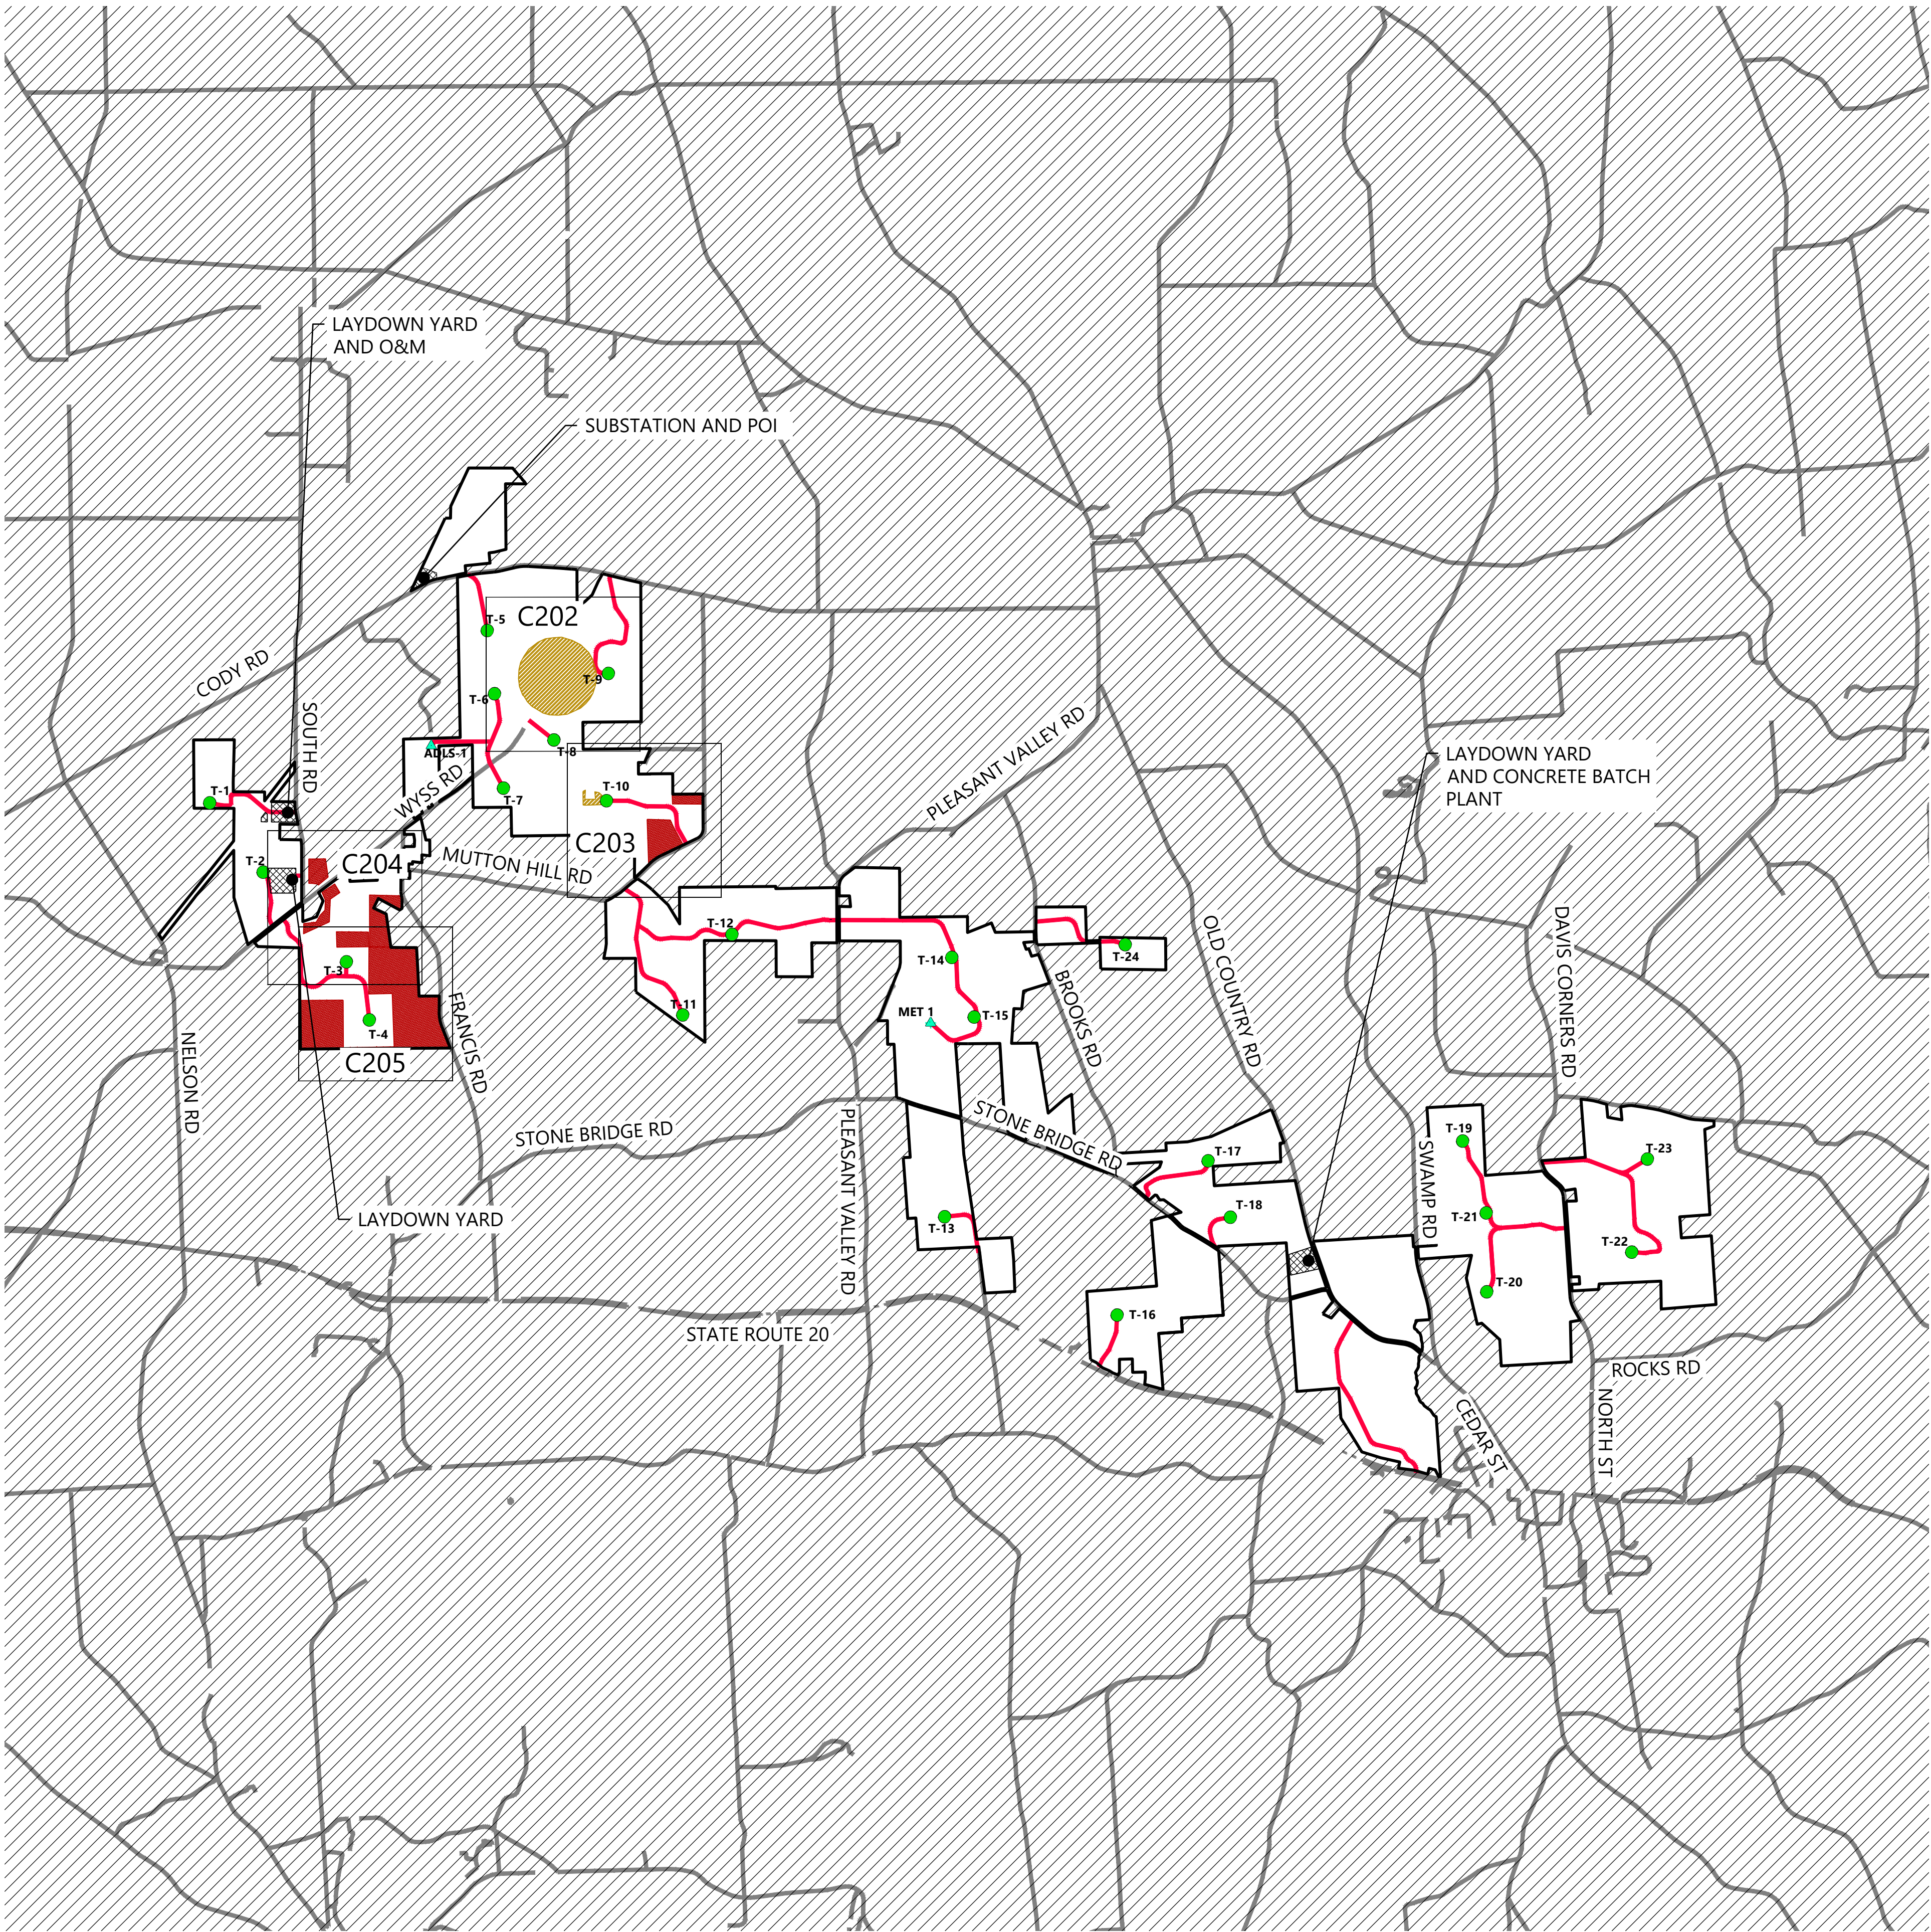 LAYDOWN YARD
AND O&M
SUBSTATION AND POI
C202
T-5
CODY RD
T-9
T-6
SOUTH RD
ADLS-1
T-8
PLEASANT VALLEY RD
LAYDOWN YARD
AND CONCRETE BATCH
PLANT
WYSS RD
T-1
T-7
T-10
C203
MUTTON HILL RD
C204
T-2
T-12
OLD COUNTRY RD
DAVIS CORNERS RD
T-14
T-24
T-3
T-11
MET 1
T-15
BROOKS RD
FRANCIS RD
T-4
C205
NELSON RD
STONE BRIDGE RD
STONE BRIDGE RD
PLEASANT VALLEY RD
T-17
T-19
T-23
SWAMP RD
T-18
T-21
LAYDOWN YARD
T-13
T-22
T-20
T-16
STATE ROUTE 20
ROCKS RD
CEDAR ST
NORTH ST